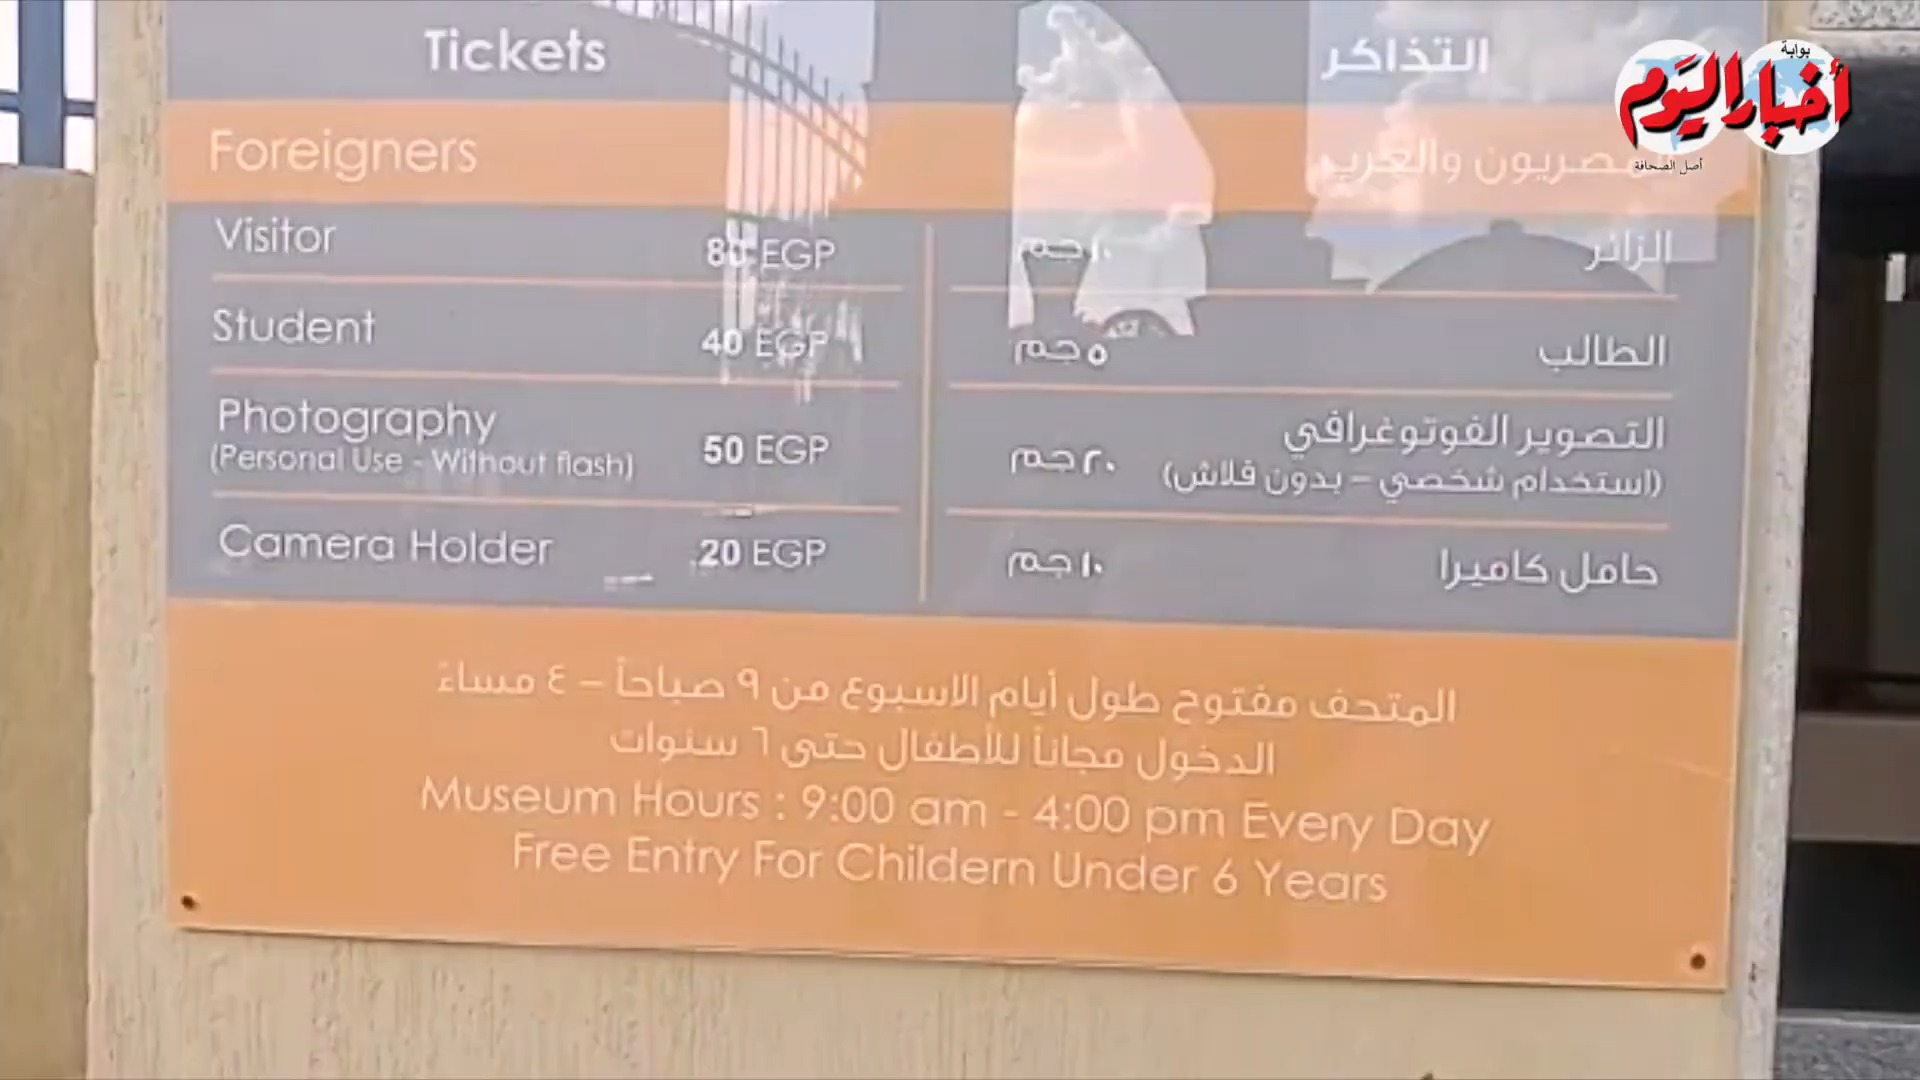 Tickets
التذاكر
بوابة
أخبار اليوم
أصل الصحافة
Foreigners
Visitor
80 EGP
١٠ جم
الزائر
Student
40 EGP
٥ جم
الطالب
Photography
(Personal Use - Without flash)
50 EGP
٢٠ جم
التصوير الفوتوغرافي
(استخدام شخصي – بدون فلاش)
Camera Holder
20 EGP
١٠ جم
حامل كاميرا
المتحف مفتوح طول أيام الاسبوع من ٩ صباحاً – ٤ مساءً
الدخول مجاناً للأطفال حتى ٦ سنوات
Museum Hours : 9:00 am - 4:00 pm Every Day
Free Entry For Childern Under 6 Years